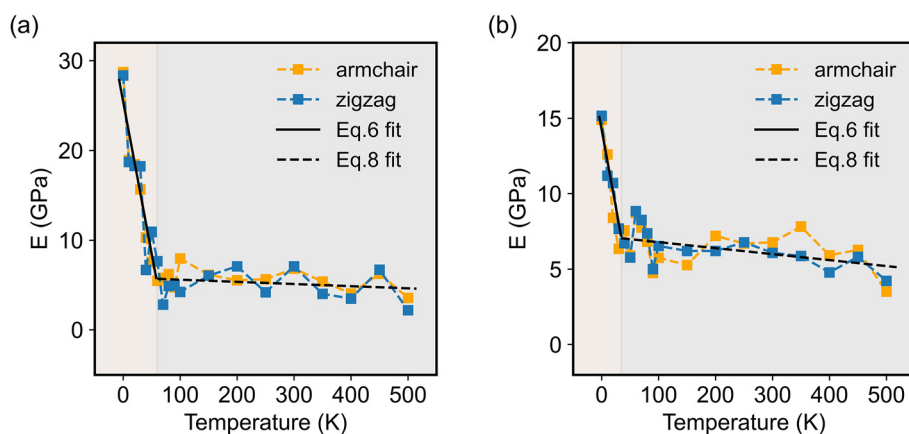 (a)
30
20
10
0
E (GPa)
armchair
zigzag
Eq.6 fit
Eq.8 fit
0 100 200 300 400 500
Temperature (K)
(b)
20
15
10
5
0
E (GPa)
armchair
zigzag
Eq.6 fit
Eq.8 fit
0 100 200 300 400 500
Temperature (K)